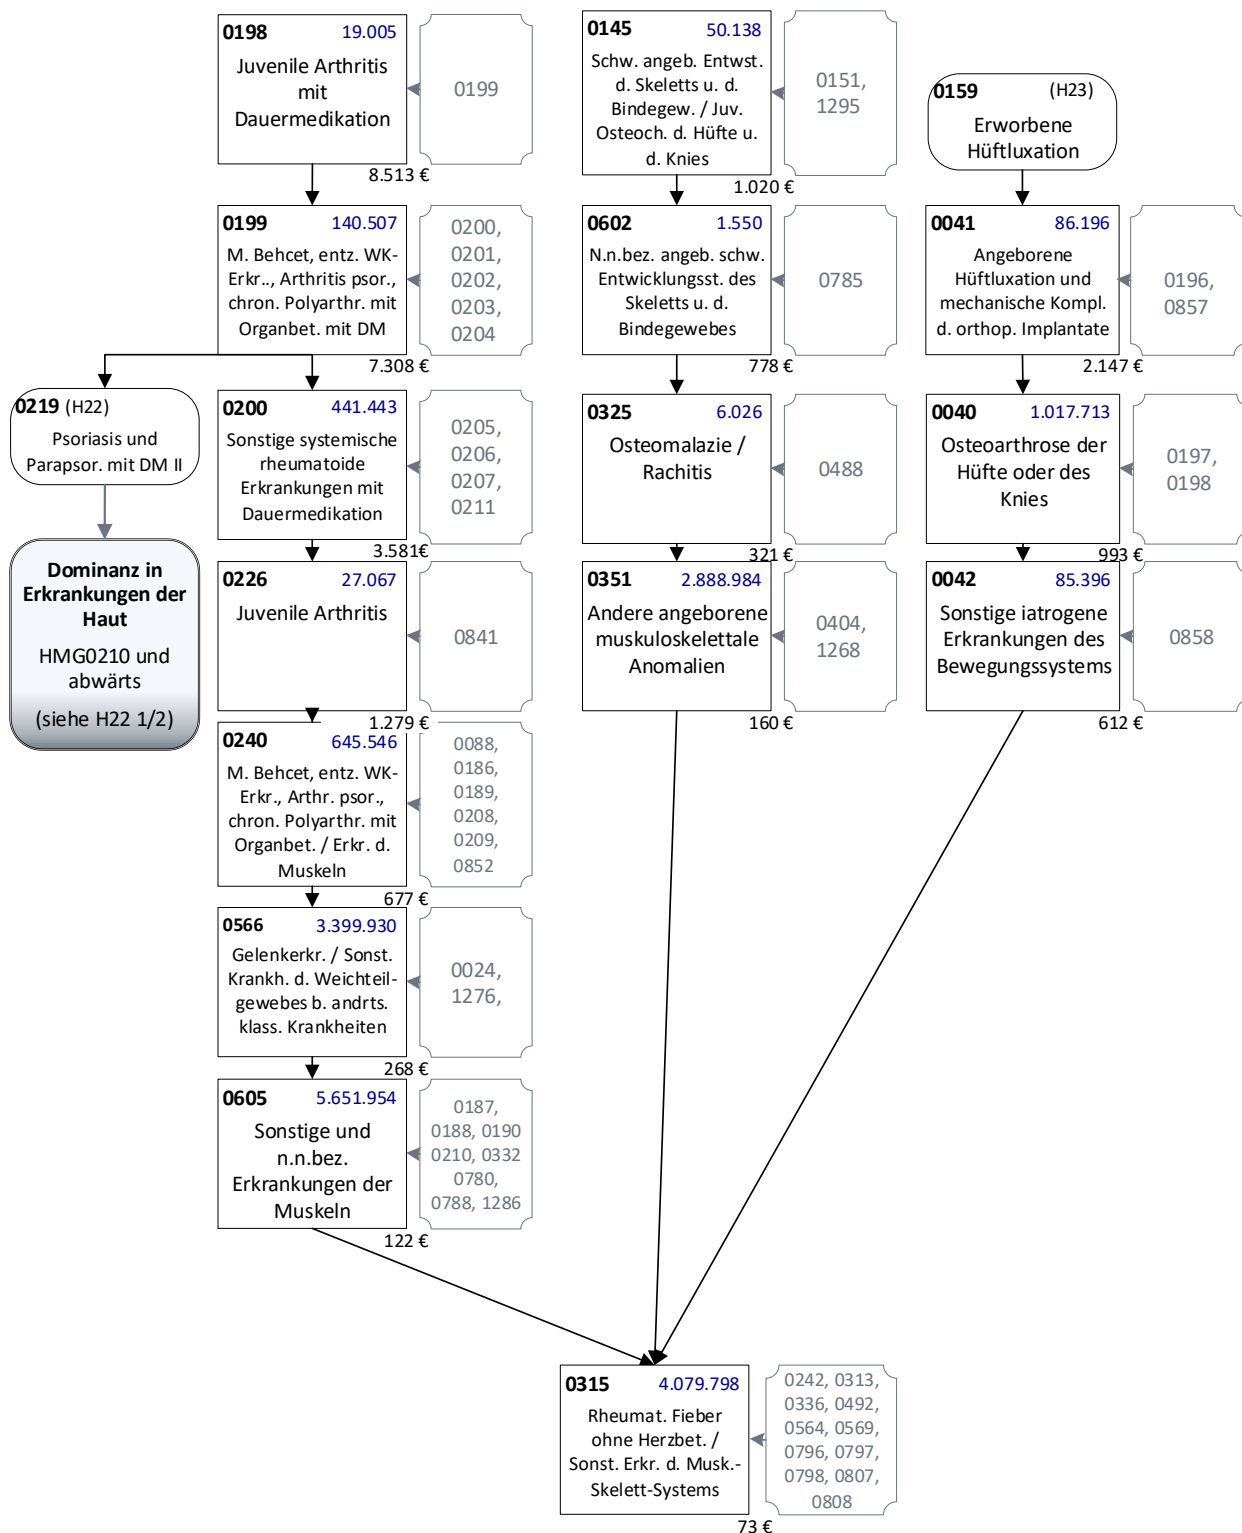 0198 19.005
Juvenile Arthritis
mit
Dauermedikation
0199
8.513 €
0199 140.507
M. Behcet, entz. WK-
Erkr.., Arthritis psor.,
chron. Polyarthr. mit
Organbet. mit DM
0200,
0201,
0202,
0203,
0204
7.308 €
0219 (H22)
Psoriasis und
Parapsor. mit DM II
Dominanz in
Erkrankungen der
Haut
HMG0210 und
abwärts
(siehe H22 1/2)
0200 441.443
Sonstige systemische
rheumatoide
Erkrankungen mit
Dauermedikation
0205,
0206,
0207,
0211
3.581€
0226 27.067
Juvenile Arthritis
0841
1.279 €
0240 645.546
M. Behcet, entz. WK-
Erkr., Arthr. psor.,
chron. Polyarthr. mit
Organbet. / Erkr. d.
Muskeln
0088,
0186,
0189,
0208,
0209,
0852
677 €
0566 3.399.930
Gelenkerkr. / Sonst.
Krankh. d. Weichteil-
gewebes b. andrts.
klass. Krankheiten
0024,
1276,
268 €
0605 5.651.954
Sonstige und
n.n.bez.
Erkrankungen der
Muskeln
0187,
0188, 0190
0210, 0332
0780,
0788, 1286
122 €
0145 50.138
Schw. angeb. Entwst.
d. Skeletts u. d.
Bindegew. / Juv.
Osteoch. d. Hüfte u.
d. Knies
0151,
1295
1.020 €
0602 1.550
N.n.bez. angeb. schw.
Entwicklungsst. des
Skeletts u. d.
Bindegewebes
0785
778 €
0325 6.026
Osteomalazie /
Rachitis
0488
321 €
0351 2.888.984
Andere angeborene
muskuloskelettale
Anomalien
0404,
1268
160 €
0159 (H23)
Erworbene
Hüftluxation
0041 86.196
Angeborene
Hüftluxation und
mechanische Kompl.
d. orthop. Implantate
0196,
0857
2.147 €
0040 1.017.713
Osteoarthrose der
Hüfte oder des
Knies
0197,
0198
993 €
0042 85.396
Sonstige iatrogene
Erkrankungen des
Bewegungssystems
0858
612 €
0315 4.079.798
Rheumat. Fieber
ohne Herzbet. /
Sonst. Erkr. d. Musk.-
Skelett-Systems
0242, 0313,
0336, 0492,
0564, 0569,
0796, 0797,
0798, 0807,
0808
73 €